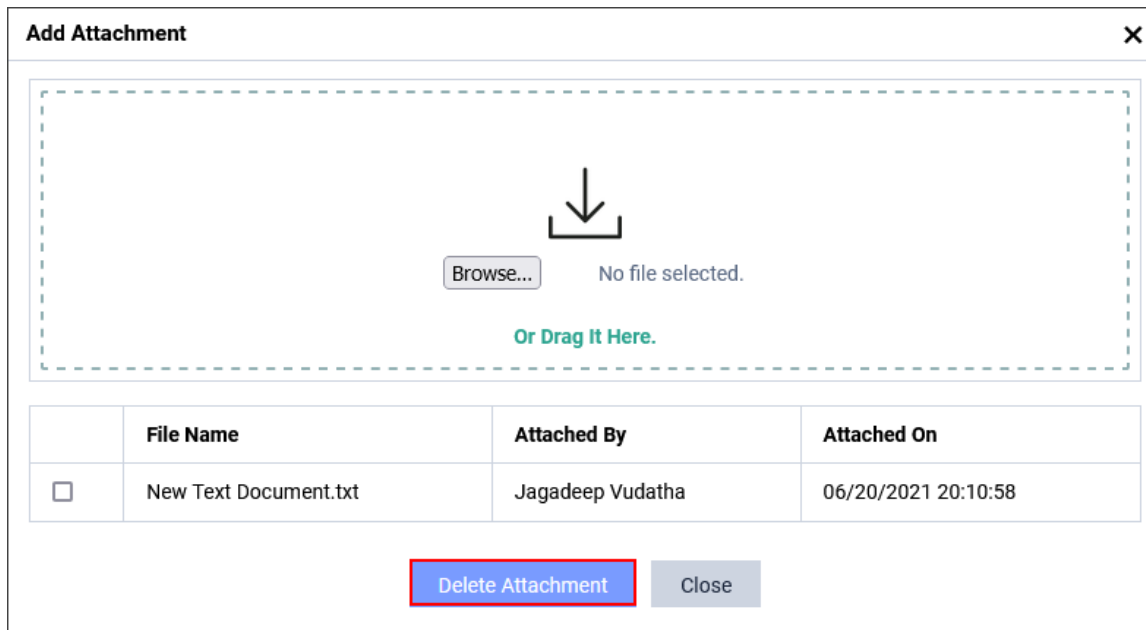 Add Attachment
Browse... No file selected.
Or Drag It Here.
File Name Attached By Attached On
New Text Document.txt Jagadeep Vudatha 06/20/2021 20:10:58
Delete Attachment Close